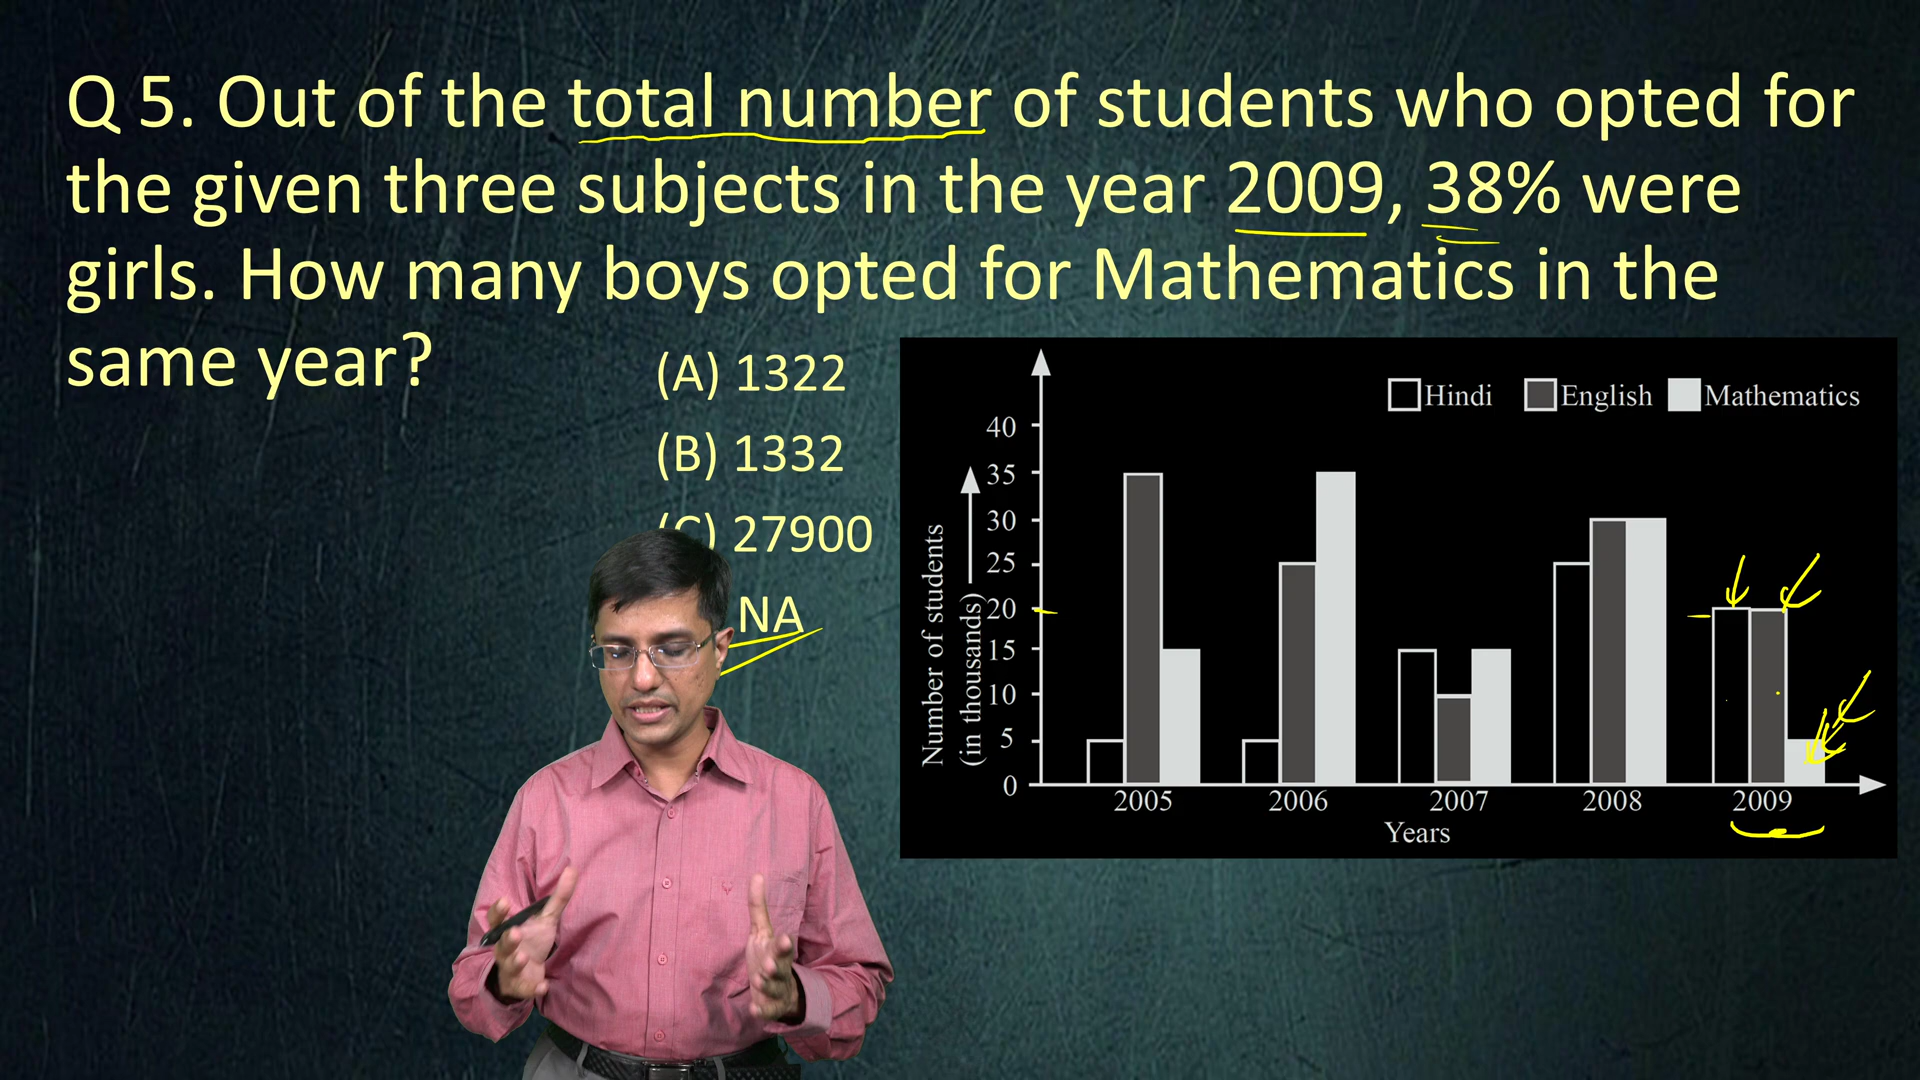 Q 5. Out of the total number of students who opted for
the given three subjects in the year 2009, 38% were
girls. How many boys opted for Mathematics in the
same year?
(A) 1322
(B) 1332
(C) 27900
NA
Hindi English Mathematics
Number of students
(in thousands)
40
35
30
25
20
15
10
5
0
2005 2006 2007 2008 2009
Years